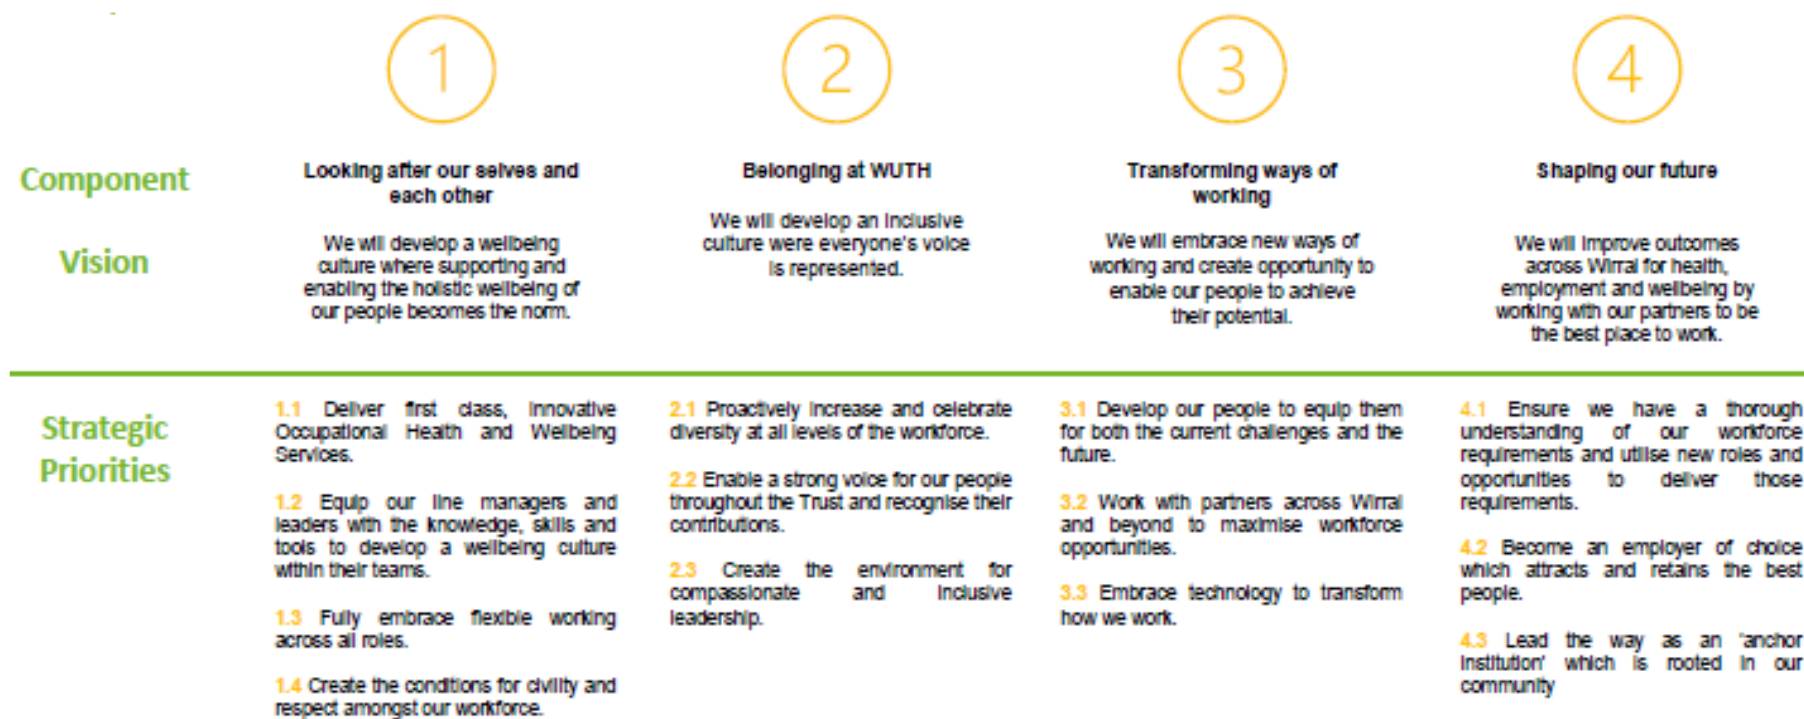 1
2
3
4
Component
Looking after our selves and
each other
Belonging at WUTH
Transforming ways of
working
Shaping our future
Vision
We will develop a wellbeing
culture where supporting and
enabling the holistic wellbeing of
our people becomes the norm.
We will develop an inclusive
culture were everyone's voice
is represented.
We will embrace new ways of
working and create opportunity to
enable our people to achieve
their potential.
We will improve outcomes
across Wirral for health,
employment and wellbeing by
working with our partners to be
the best place to work.
Strategic
Priorities
1.1 Deliver first class, innovative
Occupational Health and Wellbeing
Services.
1.2 Equip our line managers and
leaders with the knowledge, skills and
tools to develop a wellbeing culture
within their teams.
1.3 Fully embrace flexible working
across all roles.
1.4 Create the conditions for civility and
respect amongst our workforce.
2.1 Proactively increase and celebrate
diversity at all levels of the workforce.
2.2 Enable a strong voice for our people
throughout the Trust and recognise their
contributions.
2.3 Create the environment for
compassionate and inclusive
leadership.
3.1 Develop our people to equip them
for both the current challenges and the
future.
3.2 Work with partners across Wirral
and beyond to maximise workforce
opportunities.
3.3 Embrace technology to transform
how we work.
4.1 Ensure we have a thorough
understanding of our workforce
requirements and utilise new roles and
opportunities to deliver those
requirements.
4.2 Become an employer of choice
which attracts and retains the best
people.
4.3 Lead the way as an 'anchor
institution' which is rooted in our
community